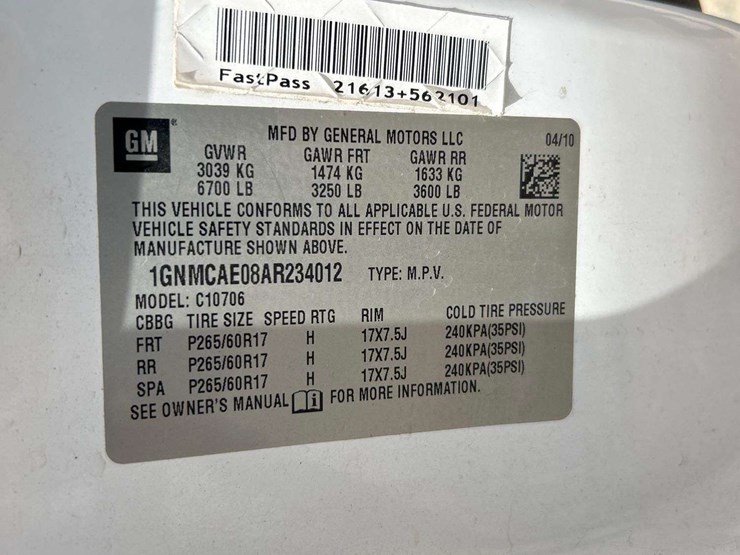 FastPass 21613+562101
GM®
MFD BY GENERAL MOTORS LLC 04/10
GVWR GAWR FRT GAWR RR
3039 KG 1474 KG 1633 KG
6700 LB 3250 LB 3600 LB
THIS VEHICLE CONFORMS TO ALL APPLICABLE U.S. FEDERAL MOTOR
VEHICLE SAFETY STANDARDS IN EFFECT ON THE DATE OF
MANUFACTURE SHOWN ABOVE.
1GNMCAE08AR234012 TYPE: M.P.V.
MODEL: C10706
CBBG TIRE SIZE SPEED RTG RIM COLD TIRE PRESSURE
FRT P265/60R17 H 17X7.5J 240KPA(35PSI)
RR P265/60R17 H 17X7.5J 240KPA(35PSI)
SPA P265/60R17 H 17X7.5J 240KPA(35PSI)
SEE OWNER'S MANUAL i FOR MORE INFORMATION.